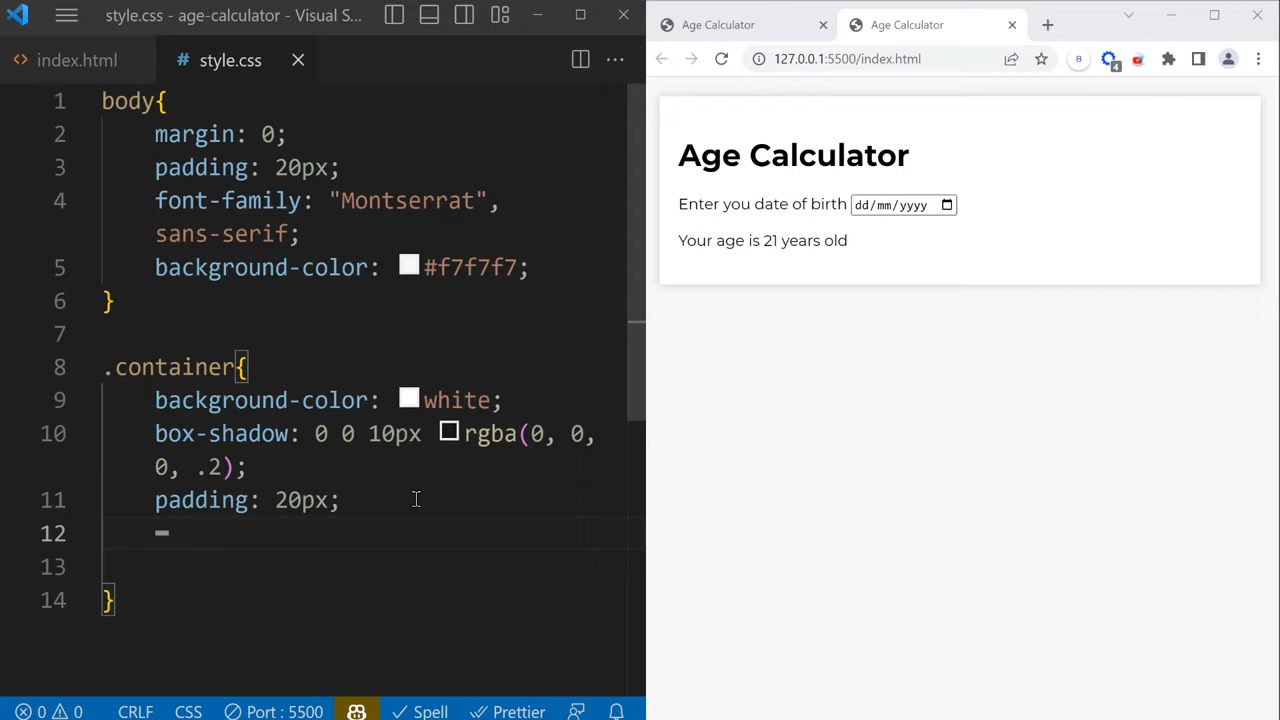 style.css - age-calculator - Visual S...
index.html
# style.css
1 body{
2 margin: 0;
3 padding: 20px;
4 font-family: "Montserrat",
sans-serif;
5 background-color: #f7f7f7;
6 }
7
8 .container{
9 background-color: white;
10 box-shadow: 0 0 10px rgba(0, 0,
0, .2);
11 padding: 20px;
12
13
14 }
0 0 CRLF CSS Port : 5500 Spell Prettier
Age Calculator
Age Calculator
127.0.0.1:5500/index.html
B
4
Age Calculator
Enter you date of birth dd/mm/yyyy
Your age is 21 years old